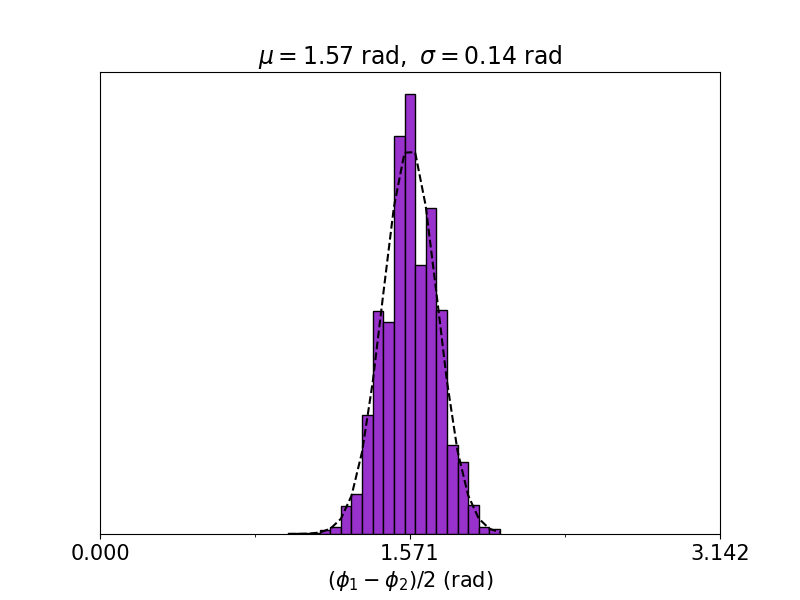 μ = 1.57 rad, σ = 0.14 rad
0.000 1.571 3.142
(ϕ₁ − ϕ₂)/2 (rad)